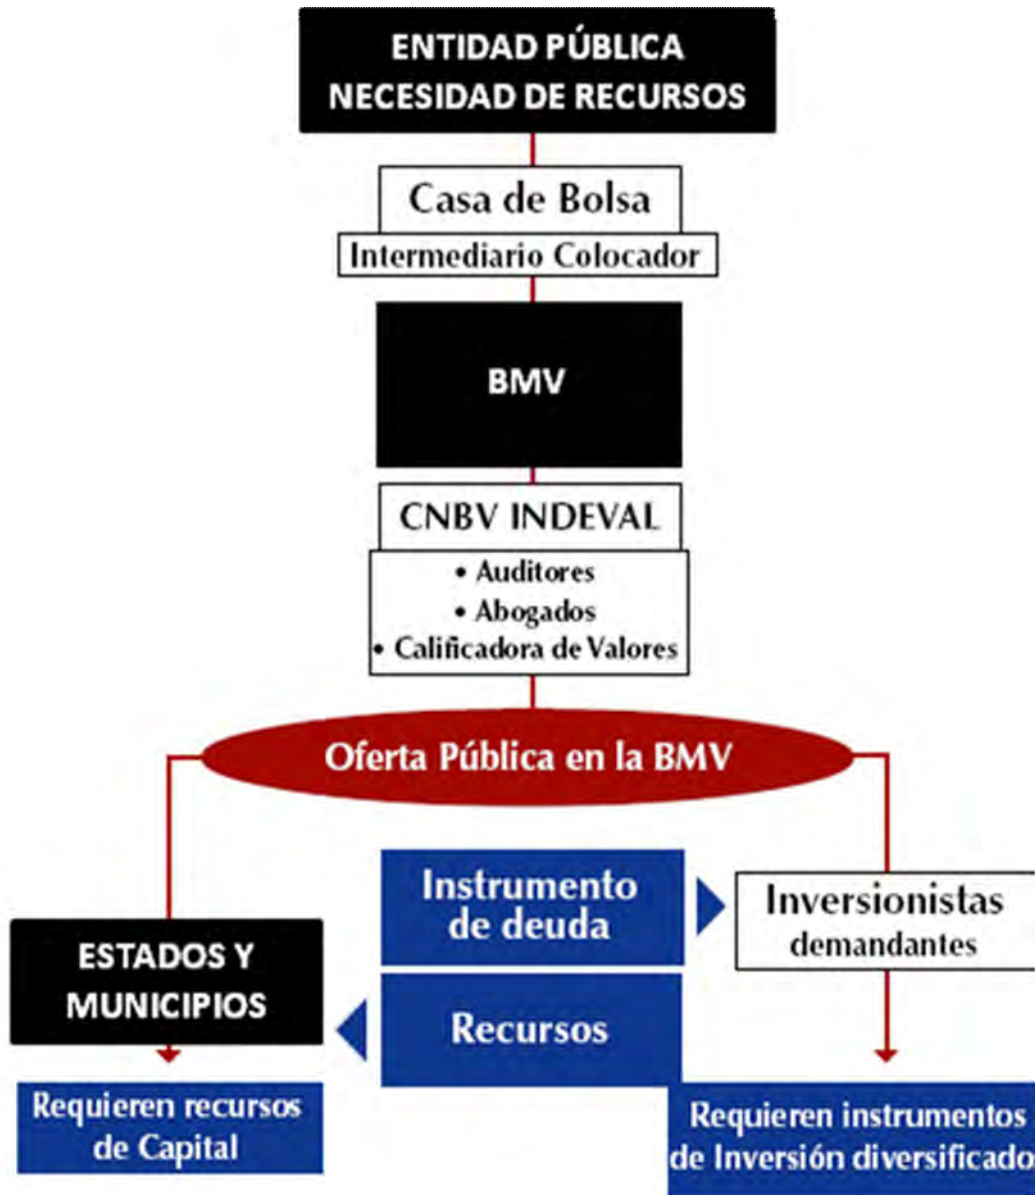 ENTIDAD PÚBLICA
NECESIDAD DE RECURSOS
Casa de Bolsa
Intermediario Colocador
BMV
CNBV INDEVAL
• Auditores
• Abogados
• Calificadora de Valores
Oferta Pública en la BMV
Instrumento
de deuda
Inversionistas
demandantes
ESTADOS Y
MUNICIPIOS
Recursos
Requieren recursos
de Capital
Requieren instrumentos
de Inversión diversificado